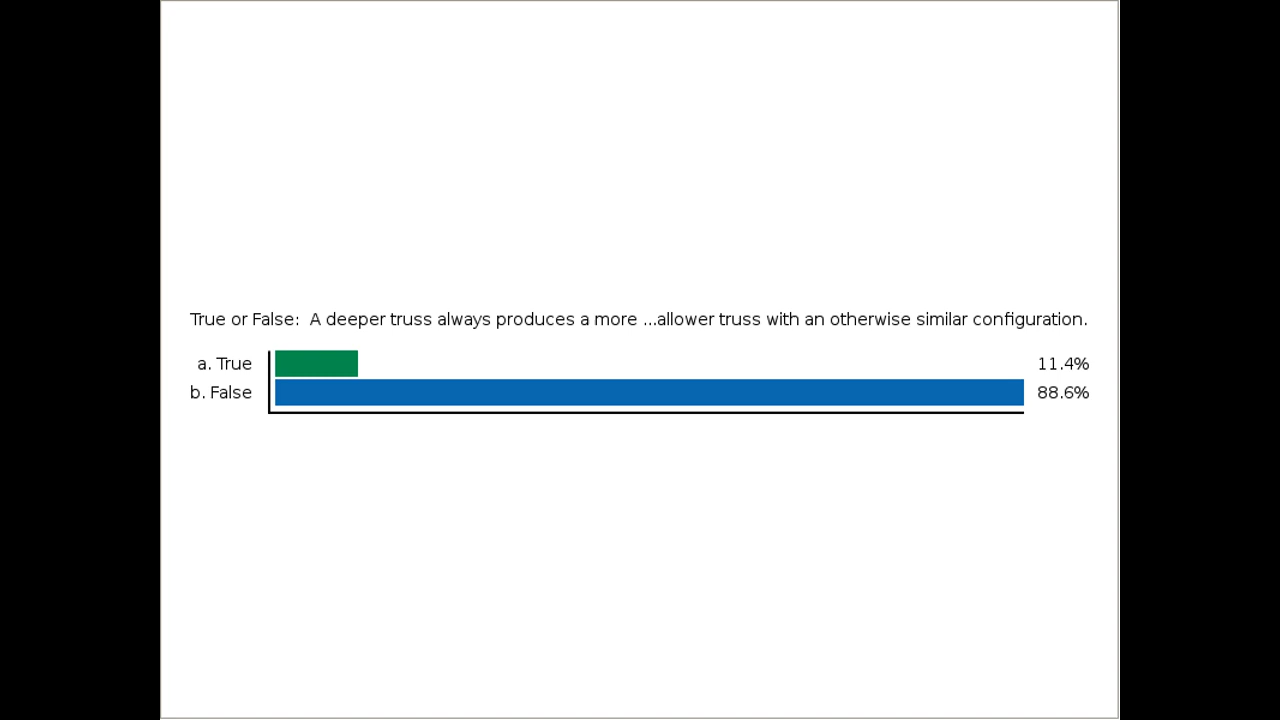 True or False:  A deeper truss always produces a more ...allower truss with an otherwise similar configuration.
a. True 11.4%
b. False 88.6%